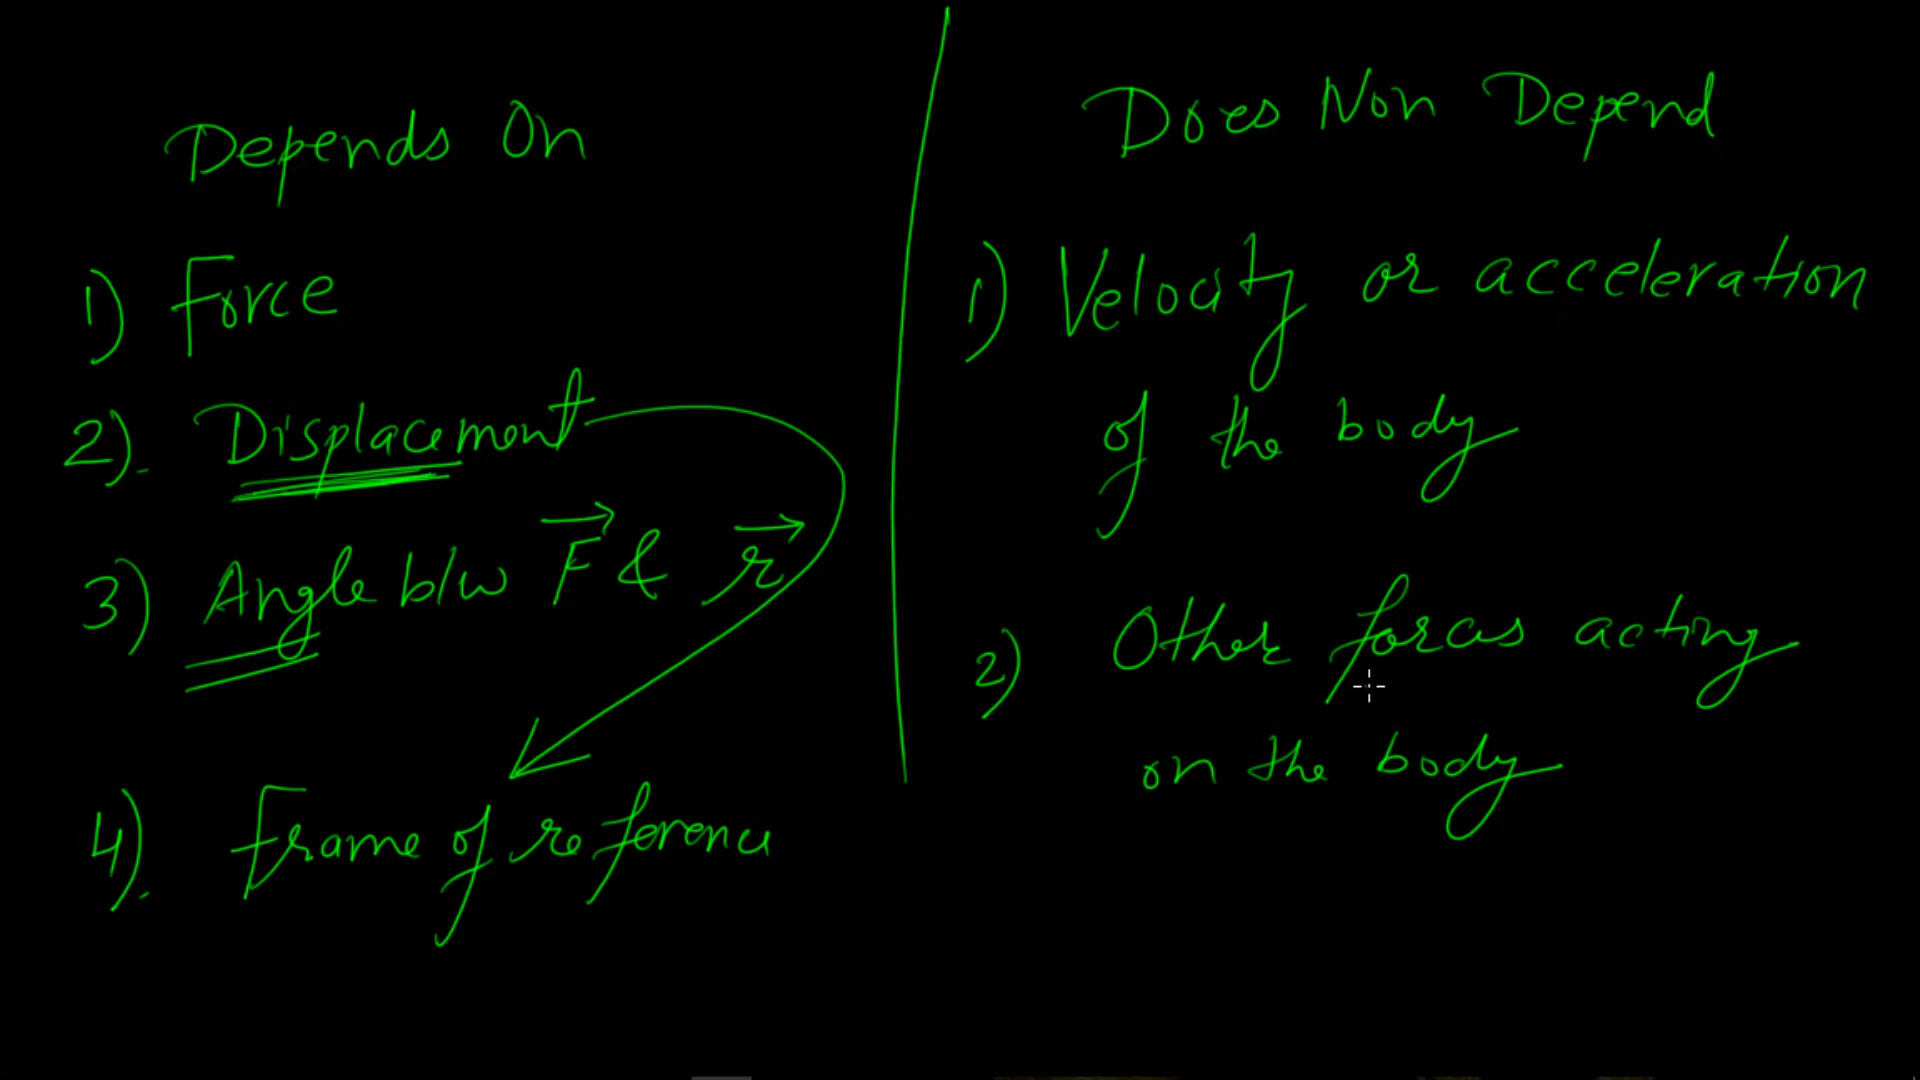 Depends On
1) Force
2). Displacement
3) Angle b/w F & r
4). Frame of reference
Does Non Depend
1) Velocity or acceleration
of the body
2) Other forces acting
on the body